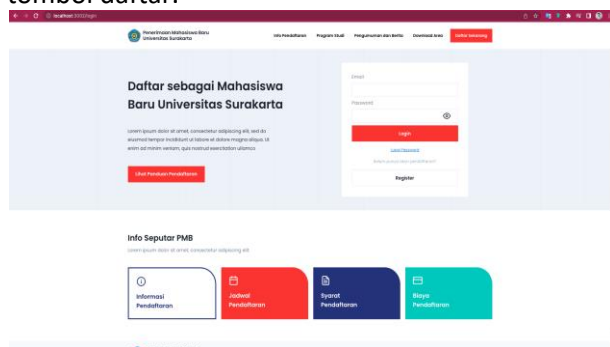 tombol daftar.
localhost:3002/login
Penerimaan Mahasiswa Baru
Universitas Surakarta
Info Pendaftaran Program Studi Pengumuman dan Berita Download Area Daftar Sekarang
Daftar sebagai Mahasiswa
Baru Universitas Surakarta
Lorem ipsum dolor sit amet, consectetur adipiscing elit, sed do
eiusmod tempor incididunt ut labore et dolore magna aliqua. Ut
enim ad minim veniam, quis nostrud exercitation ullamco
Lihat Panduan Pendaftaran
Email
Password
Login
Lupa Password
Belum punya akun pendaftaran?
Register
Info Seputar PMB
Lorem ipsum dolor sit amet, consectetur adipiscing elit
Informasi
Pendaftaran
Jadwal
Pendaftaran
Syarat
Pendaftaran
Biaya
Pendaftaran